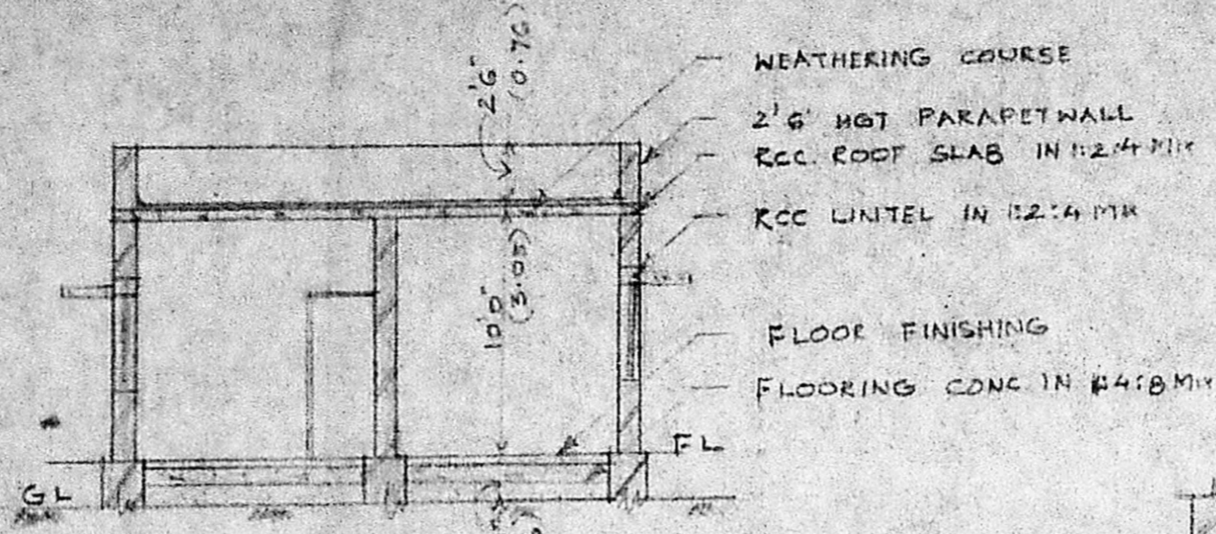 2'6"
(0.76)
WEATHERING COURSE
2'6' HGT PARAPET WALL
RCC. ROOF SLAB IN 1:2:4 MIX
RCC LINTEL IN 1:2:4 MIX
10'0"
(3.05)
FLOOR FINISHING
FLOORING CONC IN 1:4:8 MIX
FL
GL